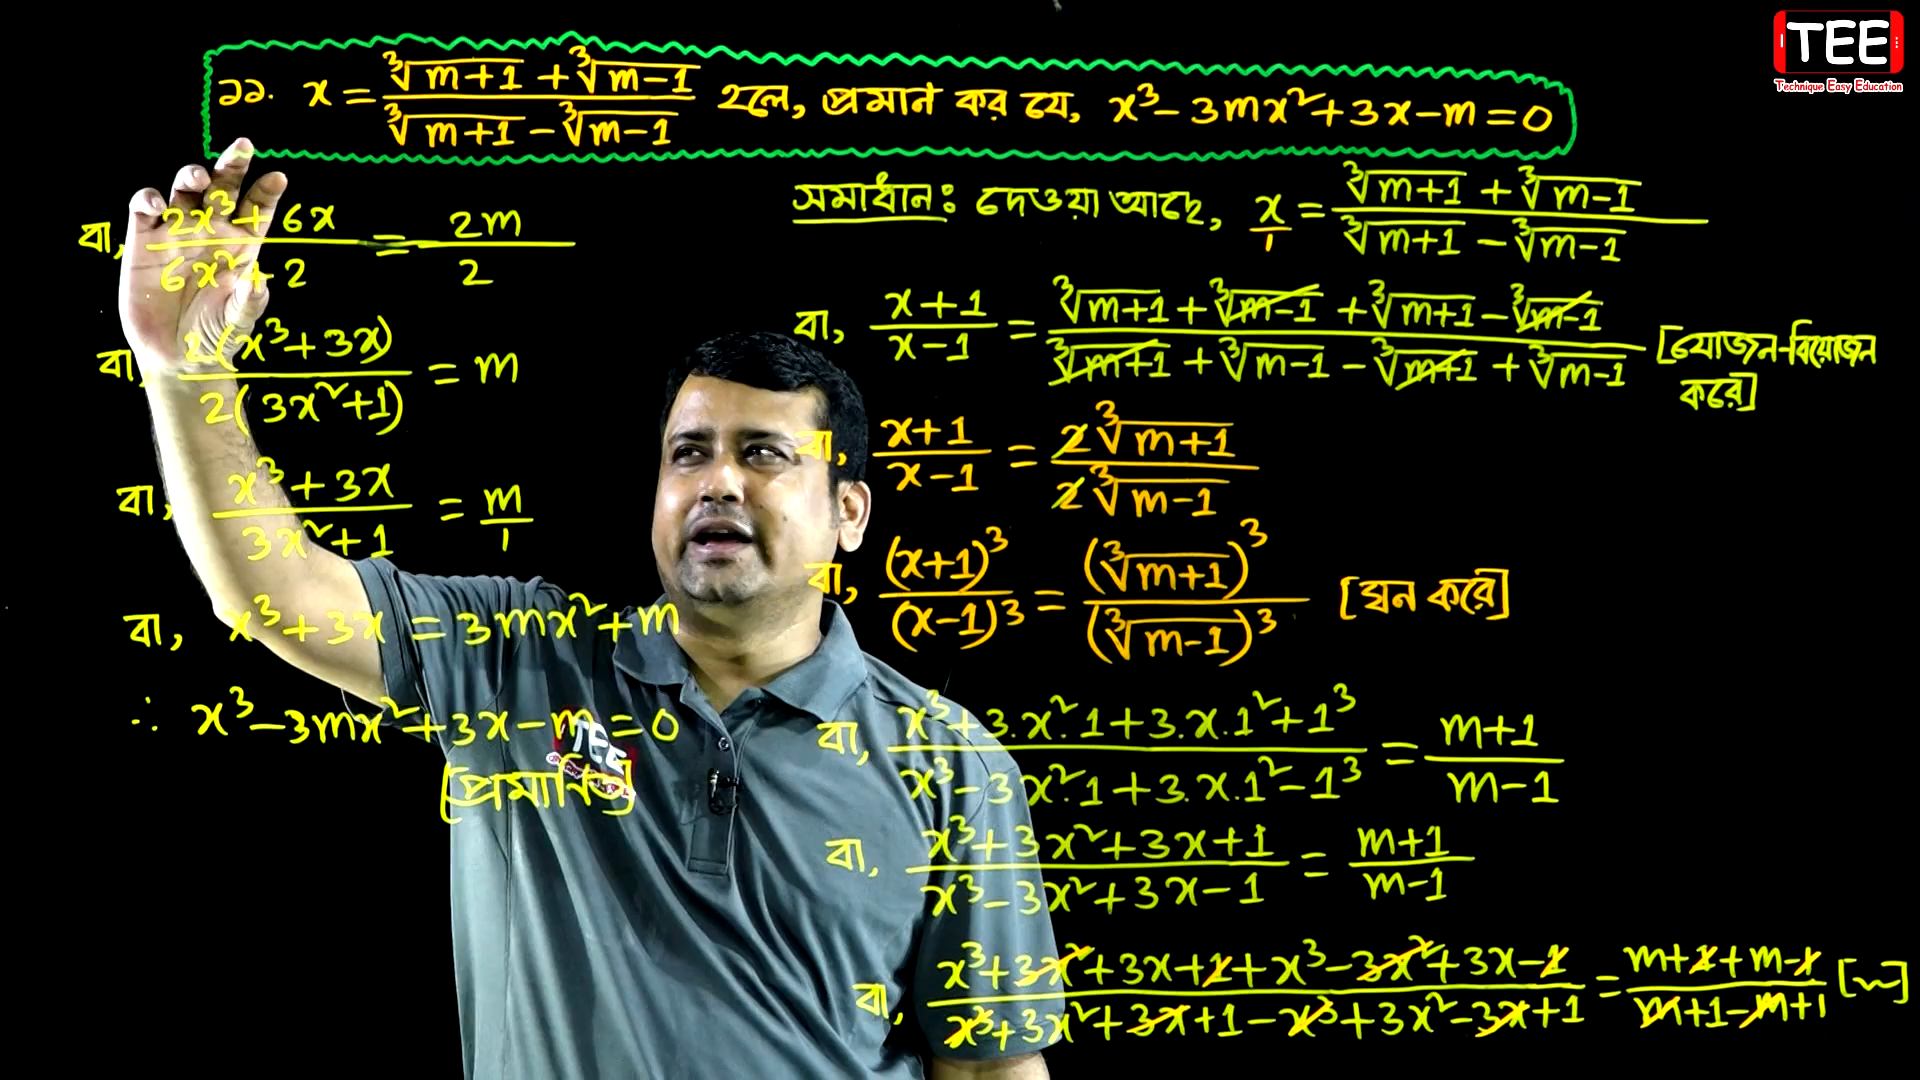 TEE
Technique Easy Education
১১. x = (∛(m+1) + ∛(m-1)) / (∛(m+1) - ∛(m-1)) হলে, প্রমান কর যে, x³ - 3mx² + 3x - m = 0
সমাধান: দেওয়া আছে, x/1 = (∛(m+1) + ∛(m-1)) / (∛(m+1) - ∛(m-1))
বা, (x+1)/(x-1) = (∛(m+1) + ∛(m-1) + ∛(m+1) - ∛(m-1)) / (∛(m+1) + ∛(m-1) - ∛(m+1) + ∛(m-1)) [যোজন-বিয়োজন
করে]
বা, (x+1)/(x-1) = 2∛(m+1) / 2∛(m-1)
বা, (x+1)³/(x-1)³ = (∛(m+1))³ / (∛(m-1))³ [ঘন করে]
বা, (x³ + 3.x².1 + 3.x.1² + 1³) / (x³ - 3x².1 + 3.x.1² - 1³) = (m+1)/(m-1)
বা, (x³ + 3x² + 3x + 1) / (x³ - 3x² + 3x - 1) = (m+1)/(m-1)
বা, (x³ + 3x² + 3x + 1 + x³ - 3x² + 3x - 1) / (x³ + 3x² + 3x + 1 - x³ + 3x² - 3x + 1) = (m+1+m-1)/(m+1-m+1)
বা, (2x³ + 6x) / (6x² + 2) = 2m/2
বা, 2(x³ + 3x) / 2(3x² + 1) = m
বা, (x³ + 3x) / (3x² + 1) = m/1
বা, x³ + 3x = 3mx² + m
∴ x³ - 3mx² + 3x - m = 0
[প্রমানিত]
TEE